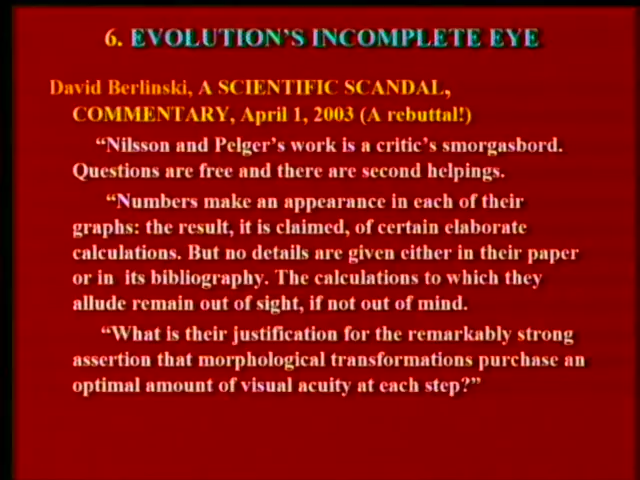 6. EVOLUTION'S INCOMPLETE EYE
David Berlinski, A SCIENTIFIC SCANDAL,
COMMENTARY, April 1, 2003 (A rebuttal!)
"Nilsson and Pelger's work is a critic's smorgasbord.
Questions are free and there are second helpings.
"Numbers make an appearance in each of their
graphs: the result, it is claimed, of certain elaborate
calculations. But no details are given either in their paper
or in its bibliography. The calculations to which they
allude remain out of sight, if not out of mind.
"What is their justification for the remarkably strong
assertion that morphological transformations purchase an
optimal amount of visual acuity at each step?"